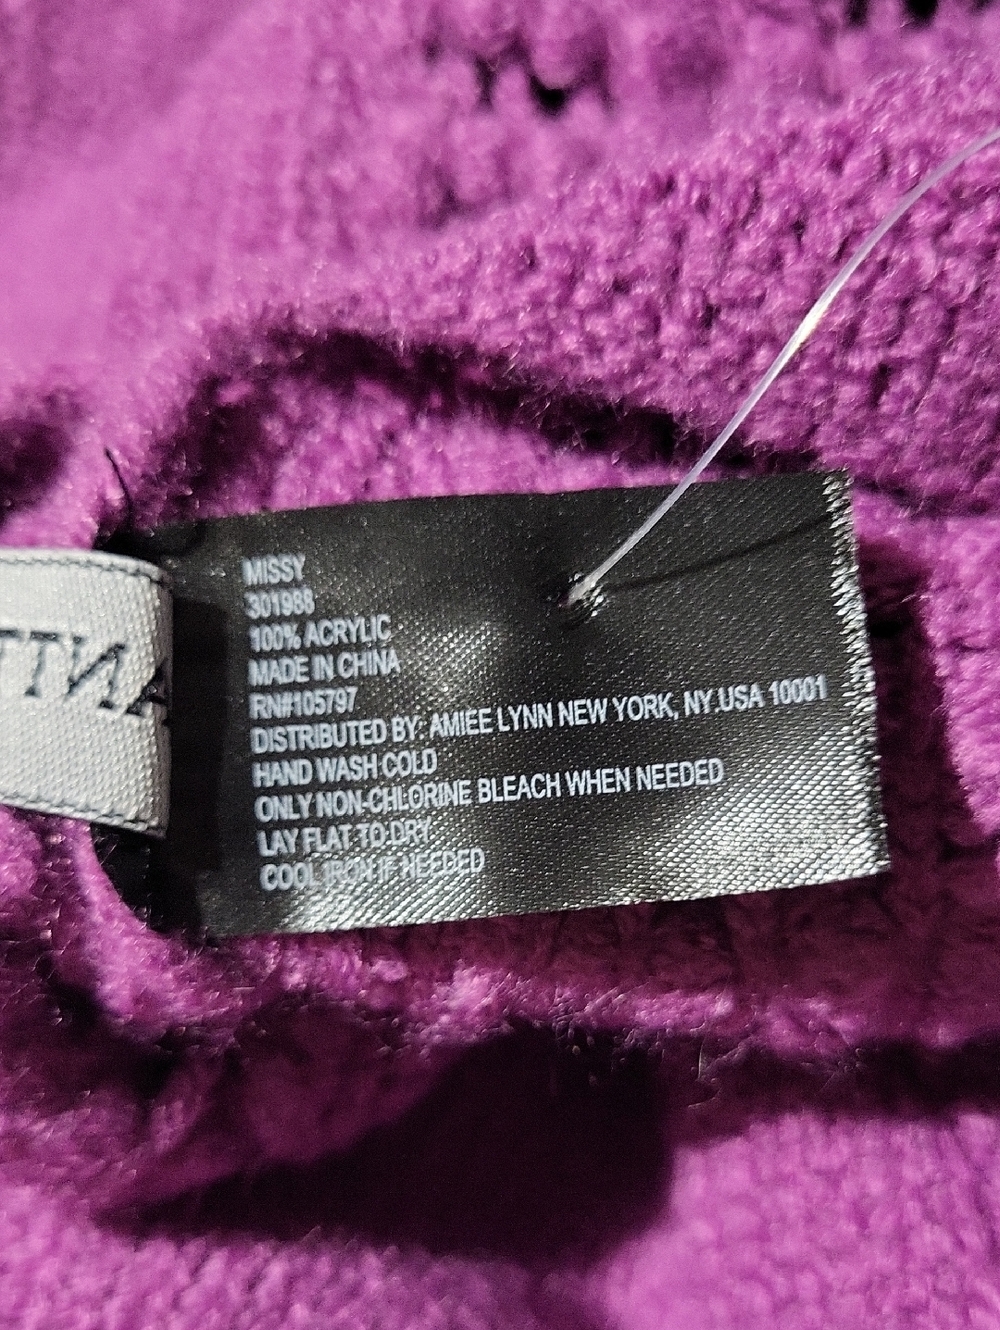 MISSY
301988
100% ACRYLIC
MADE IN CHINA
RN#105797
DISTRIBUTED BY: AMIEE LYNN NEW YORK, NY.USA 10001
HAND WASH COLD
ONLY NON-CHLORINE BLEACH WHEN NEEDED
LAY FLAT TO DRY
COOL IRON IF NEEDED